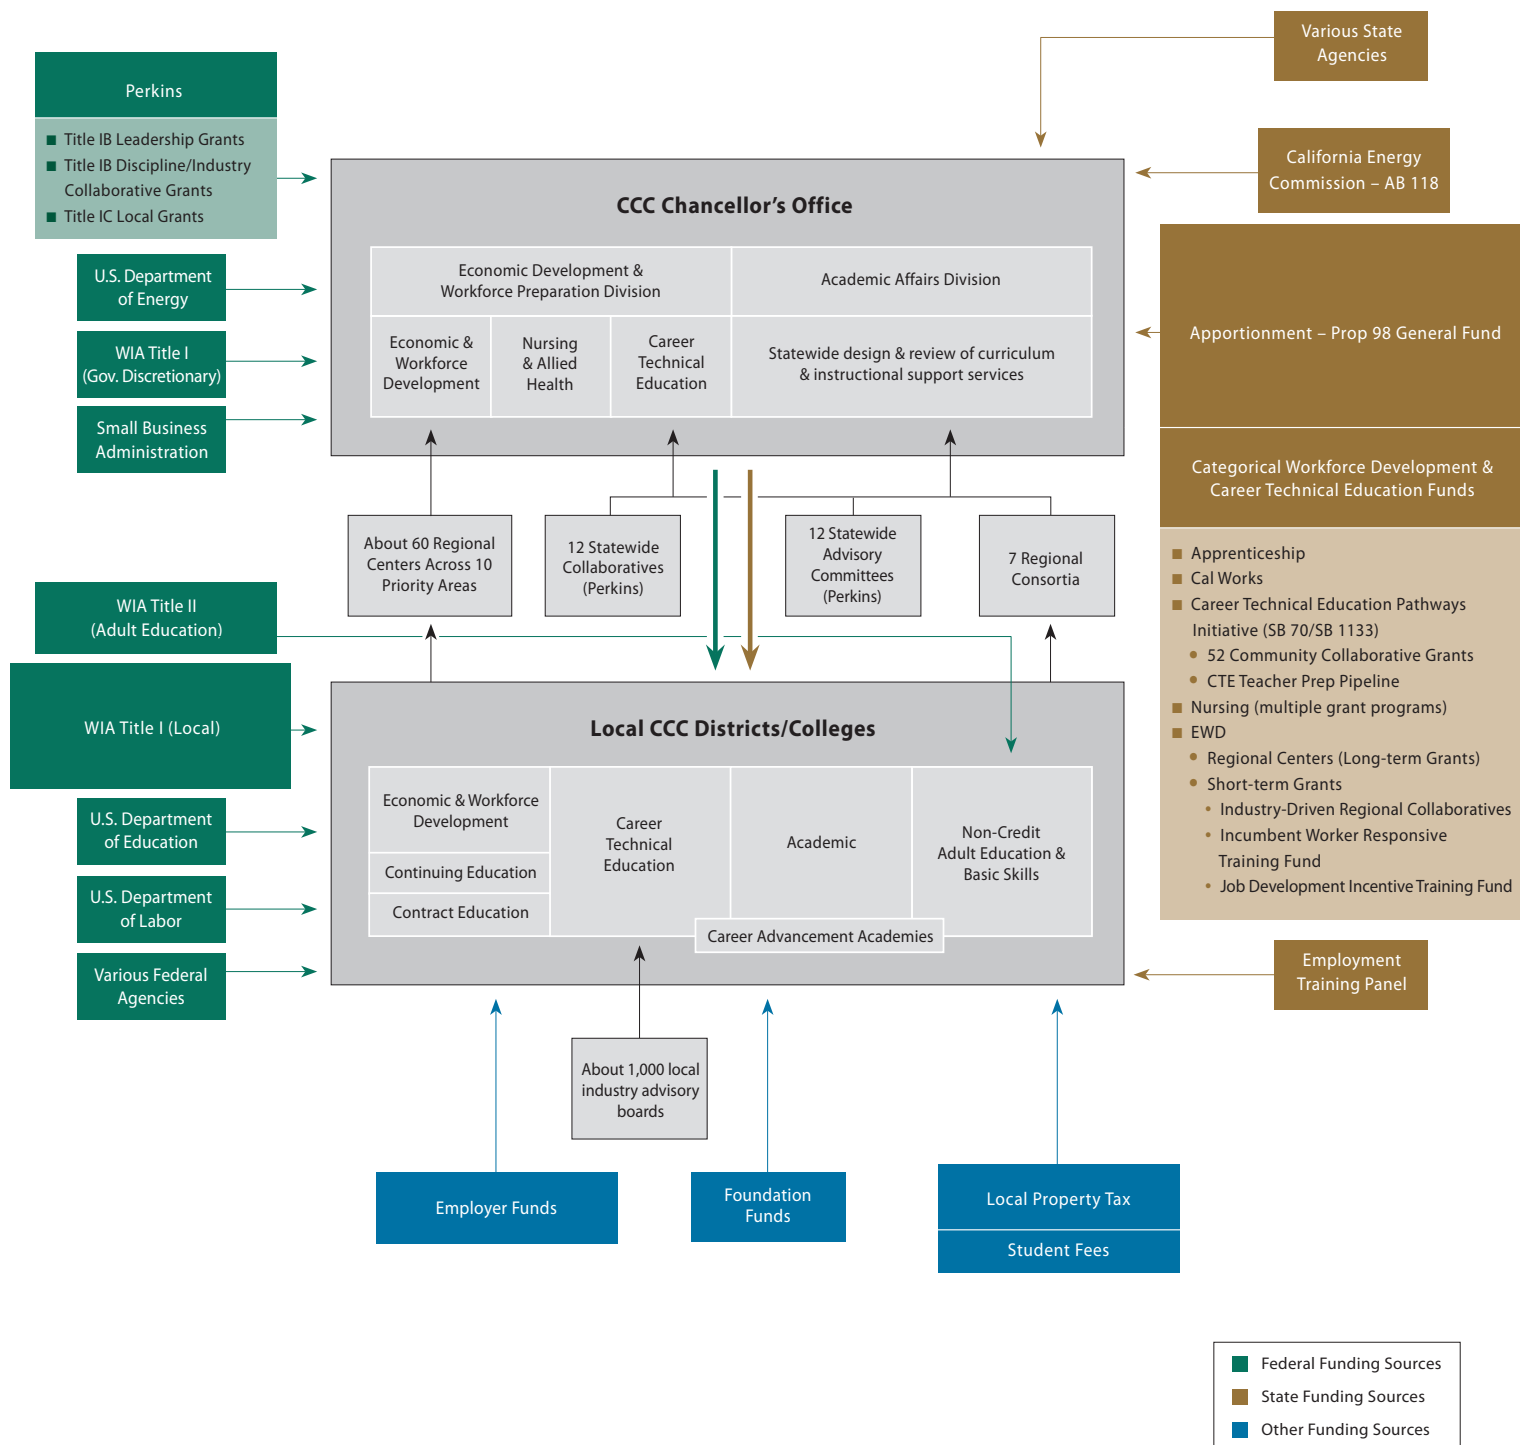 Various State
Agencies
Perkins
■ Title IB Leadership Grants
■ Title IB Discipline/Industry
Collaborative Grants
■ Title IC Local Grants
California Energy
Commission – AB 118
CCC Chancellor’s Office
Economic Development &
Workforce Preparation Division
Academic Affairs Division
Economic &
Workforce
Development
Nursing
& Allied
Health
Career
Technical
Education
Statewide design & review of curriculum
& instructional support services
U.S. Department
of Energy
WIA Title I
(Gov. Discretionary)
Small Business
Administration
Apportionment – Prop 98 General Fund
Categorical Workforce Development &
Career Technical Education Funds
■ Apprenticeship
■ Cal Works
■ Career Technical Education Pathways
Initiative (SB 70/SB 1133)
• 52 Community Collaborative Grants
• CTE Teacher Prep Pipeline
■ Nursing (multiple grant programs)
■ EWD
• Regional Centers (Long-term Grants)
• Short-term Grants
• Industry-Driven Regional Collaboratives
• Incumbent Worker Responsive
Training Fund
• Job Development Incentive Training Fund
About 60 Regional
Centers Across 10
Priority Areas
12 Statewide
Collaboratives
(Perkins)
12 Statewide
Advisory
Committees
(Perkins)
7 Regional
Consortia
WIA Title II
(Adult Education)
WIA Title I (Local)
U.S. Department
of Education
U.S. Department
of Labor
Various Federal
Agencies
Local CCC Districts/Colleges
Economic & Workforce
Development
Continuing Education
Contract Education
Career
Technical
Education
Academic
Non-Credit
Adult Education &
Basic Skills
Career Advancement Academies
Employment
Training Panel
About 1,000 local
industry advisory
boards
Employer Funds
Foundation
Funds
Local Property Tax
Student Fees
Federal Funding Sources
State Funding Sources
Other Funding Sources